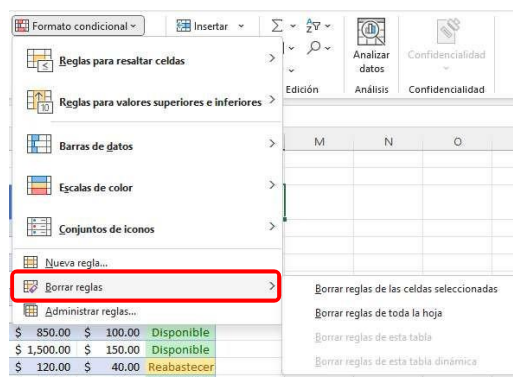 Formato condicional
Insertar
Analizar datos
Confidencialidad
Edición
Análisis
Confidencialidad
Reglas para resaltar celdas
Reglas para valores superiores e inferiores
10
Barras de datos
Escalas de color
Conjuntos de iconos
Nueva regla...
Borrar reglas
Administrar reglas...
M N O
Borrar reglas de las celdas seleccionadas
Borrar reglas de toda la hoja
Borrar reglas de esta tabla
Borrar reglas de esta tabla dinámica
$ 850.00 $ 100.00 Disponible
$ 1,500.00 $ 150.00 Disponible
$ 120.00 $ 40.00 Reabastecer